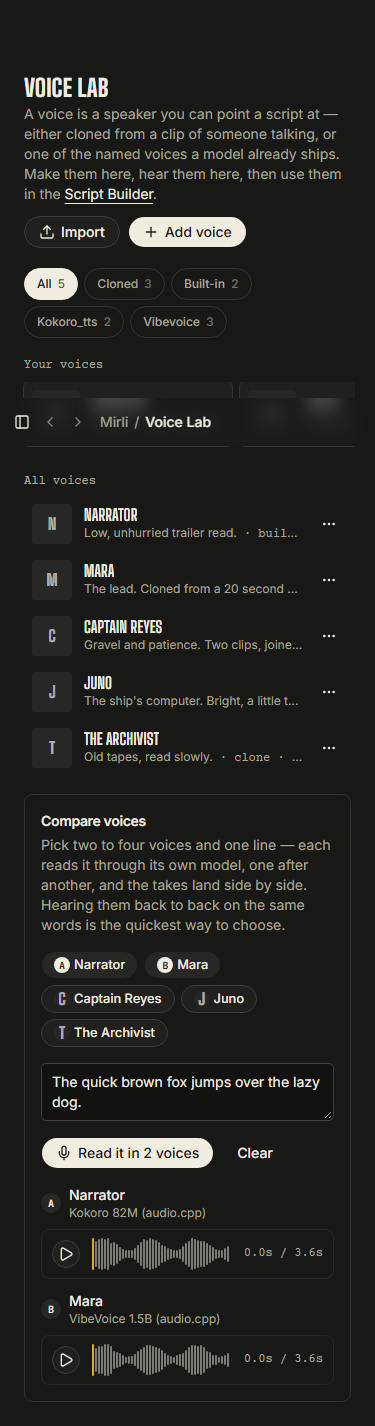 VOICE LAB
A voice is a speaker you can point a script at —
either cloned from a clip of someone talking, or
one of the named voices a model already ships.
Make them here, hear them here, then use them
in the Script Builder.
Import
Add voice
All 5
Cloned 3
Built-in 2
Kokoro_tts 2
Vibevoice 3
Your voices
Mirli / Voice Lab
All voices
N
NARRATOR
Low, unhurried trailer read. · buil...
M
MARA
The lead. Cloned from a 20 second ...
C
CAPTAIN REYES
Gravel and patience. Two clips, joine...
J
JUNO
The ship's computer. Bright, a little t...
T
THE ARCHIVIST
Old tapes, read slowly. · clone · ...
Compare voices
Pick two to four voices and one line — each
reads it through its own model, one after
another, and the takes land side by side.
Hearing them back to back on the same
words is the quickest way to choose.
A Narrator
B Mara
C Captain Reyes
J Juno
T The Archivist
The quick brown fox jumps over the lazy
dog.
Read it in 2 voices
Clear
A
Narrator
Kokoro 82M (audio.cpp)
0.0s / 3.6s
B
Mara
VibeVoice 1.5B (audio.cpp)
0.0s / 3.6s